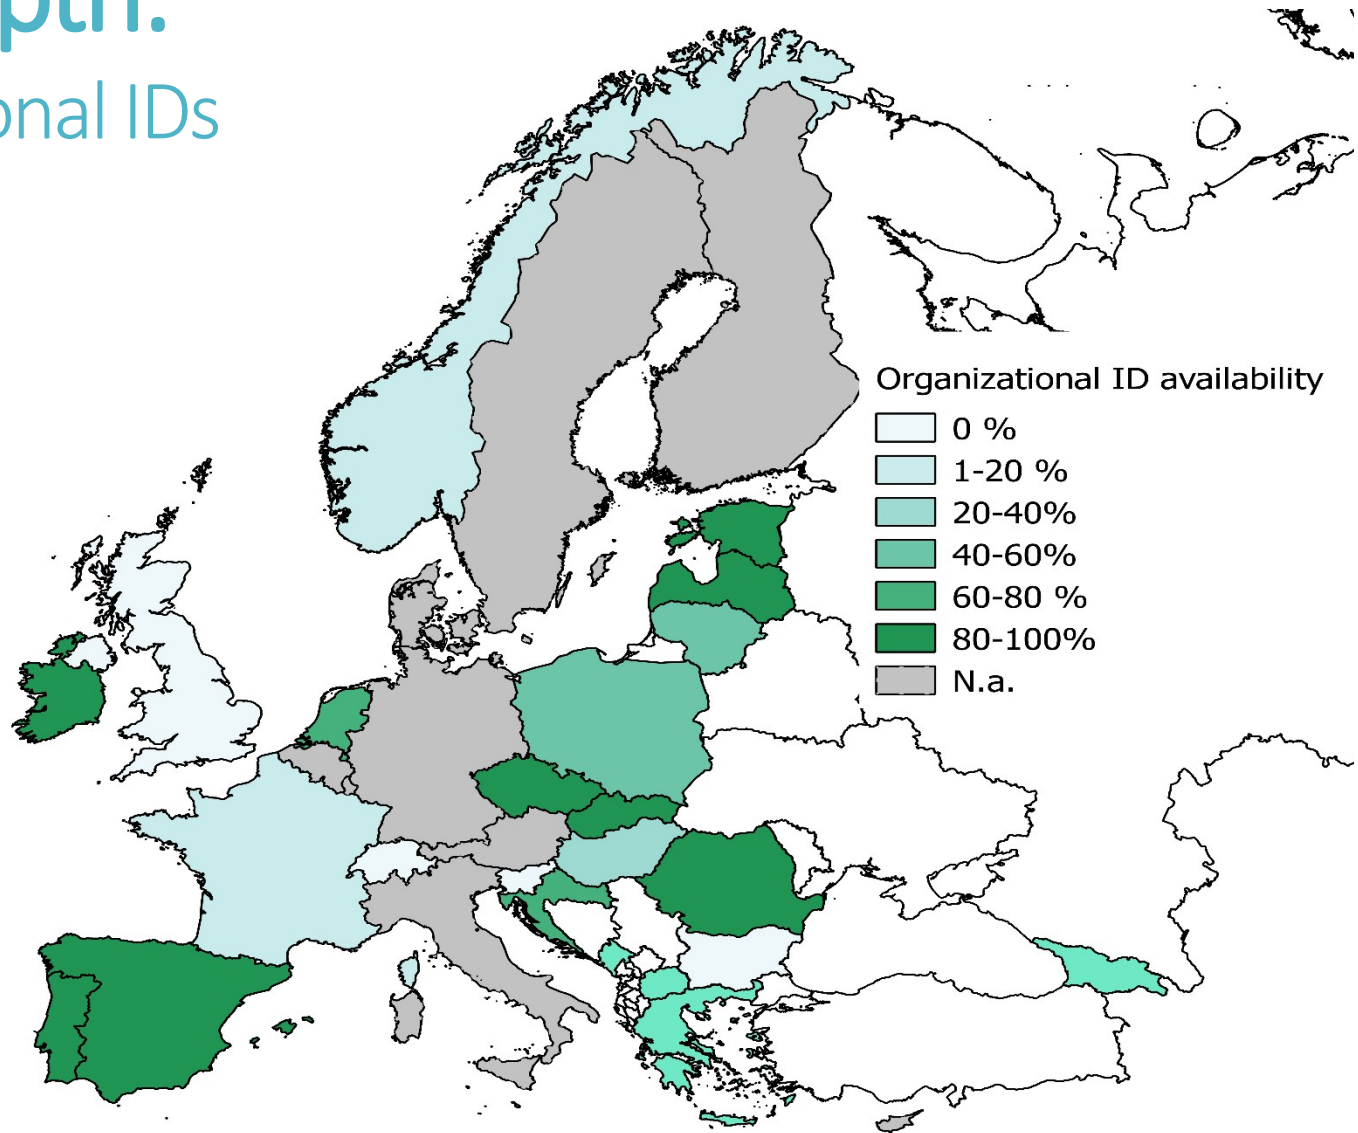 pth.
onal IDs
Organizational ID availability
0 %
1-20 %
20-40%
40-60%
60-80 %
80-100%
N.a.